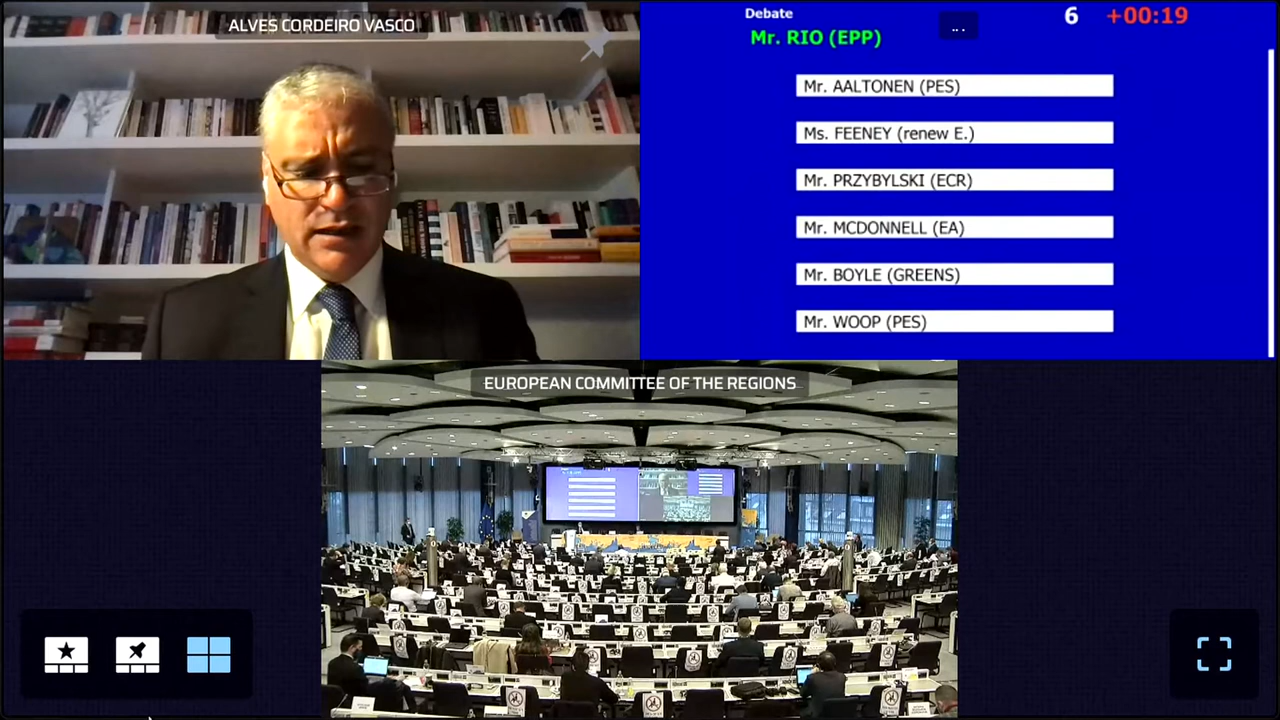 ALVES CORDEIRO VASCO
Debate
6 +00:19
Mr. RIO (EPP)
...
Mr. AALTONEN (PES)
Ms. FEENEY (renew E.)
Mr. PRZYBYLSKI (ECR)
Mr. MCDONNELL (EA)
Mr. BOYLE (GREENS)
Mr. WOOP (PES)
EUROPEAN COMMITTEE OF THE REGIONS